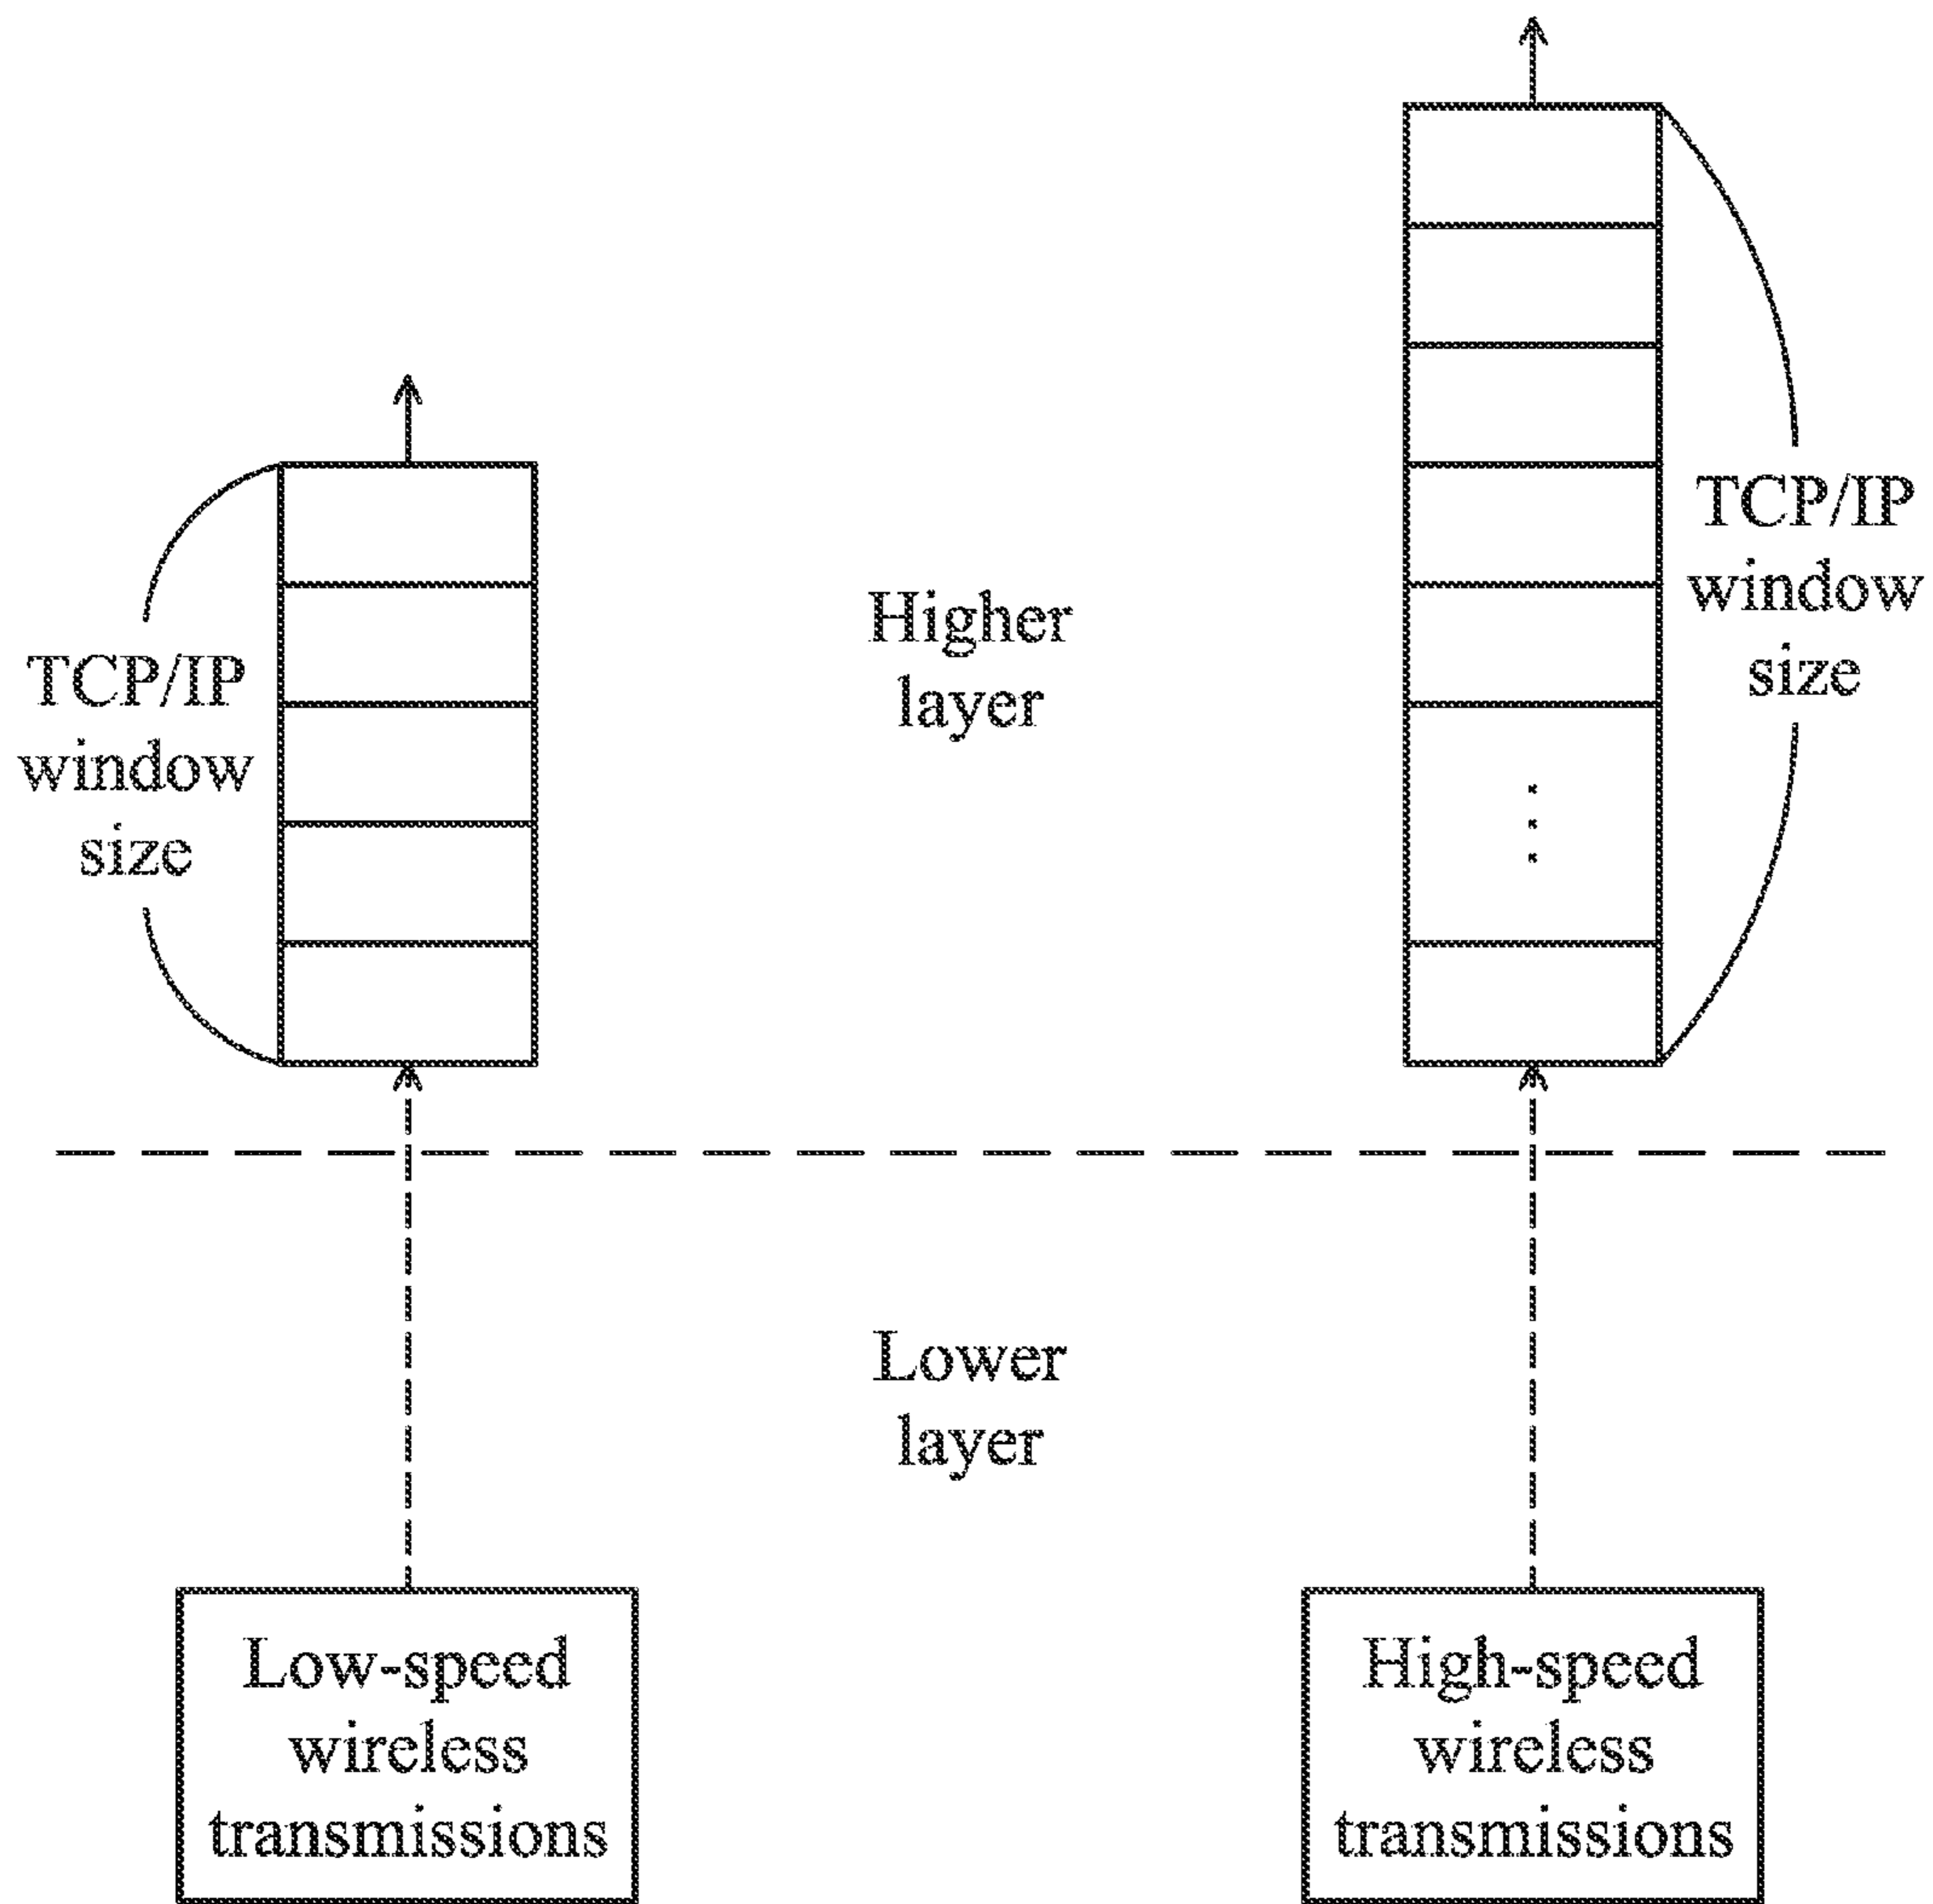 TCP/IP
window
size
Higher
layer
TCP/IP
window
size
Lower
layer
Low-speed
wireless
transmissions
High-speed
wireless
transmissions